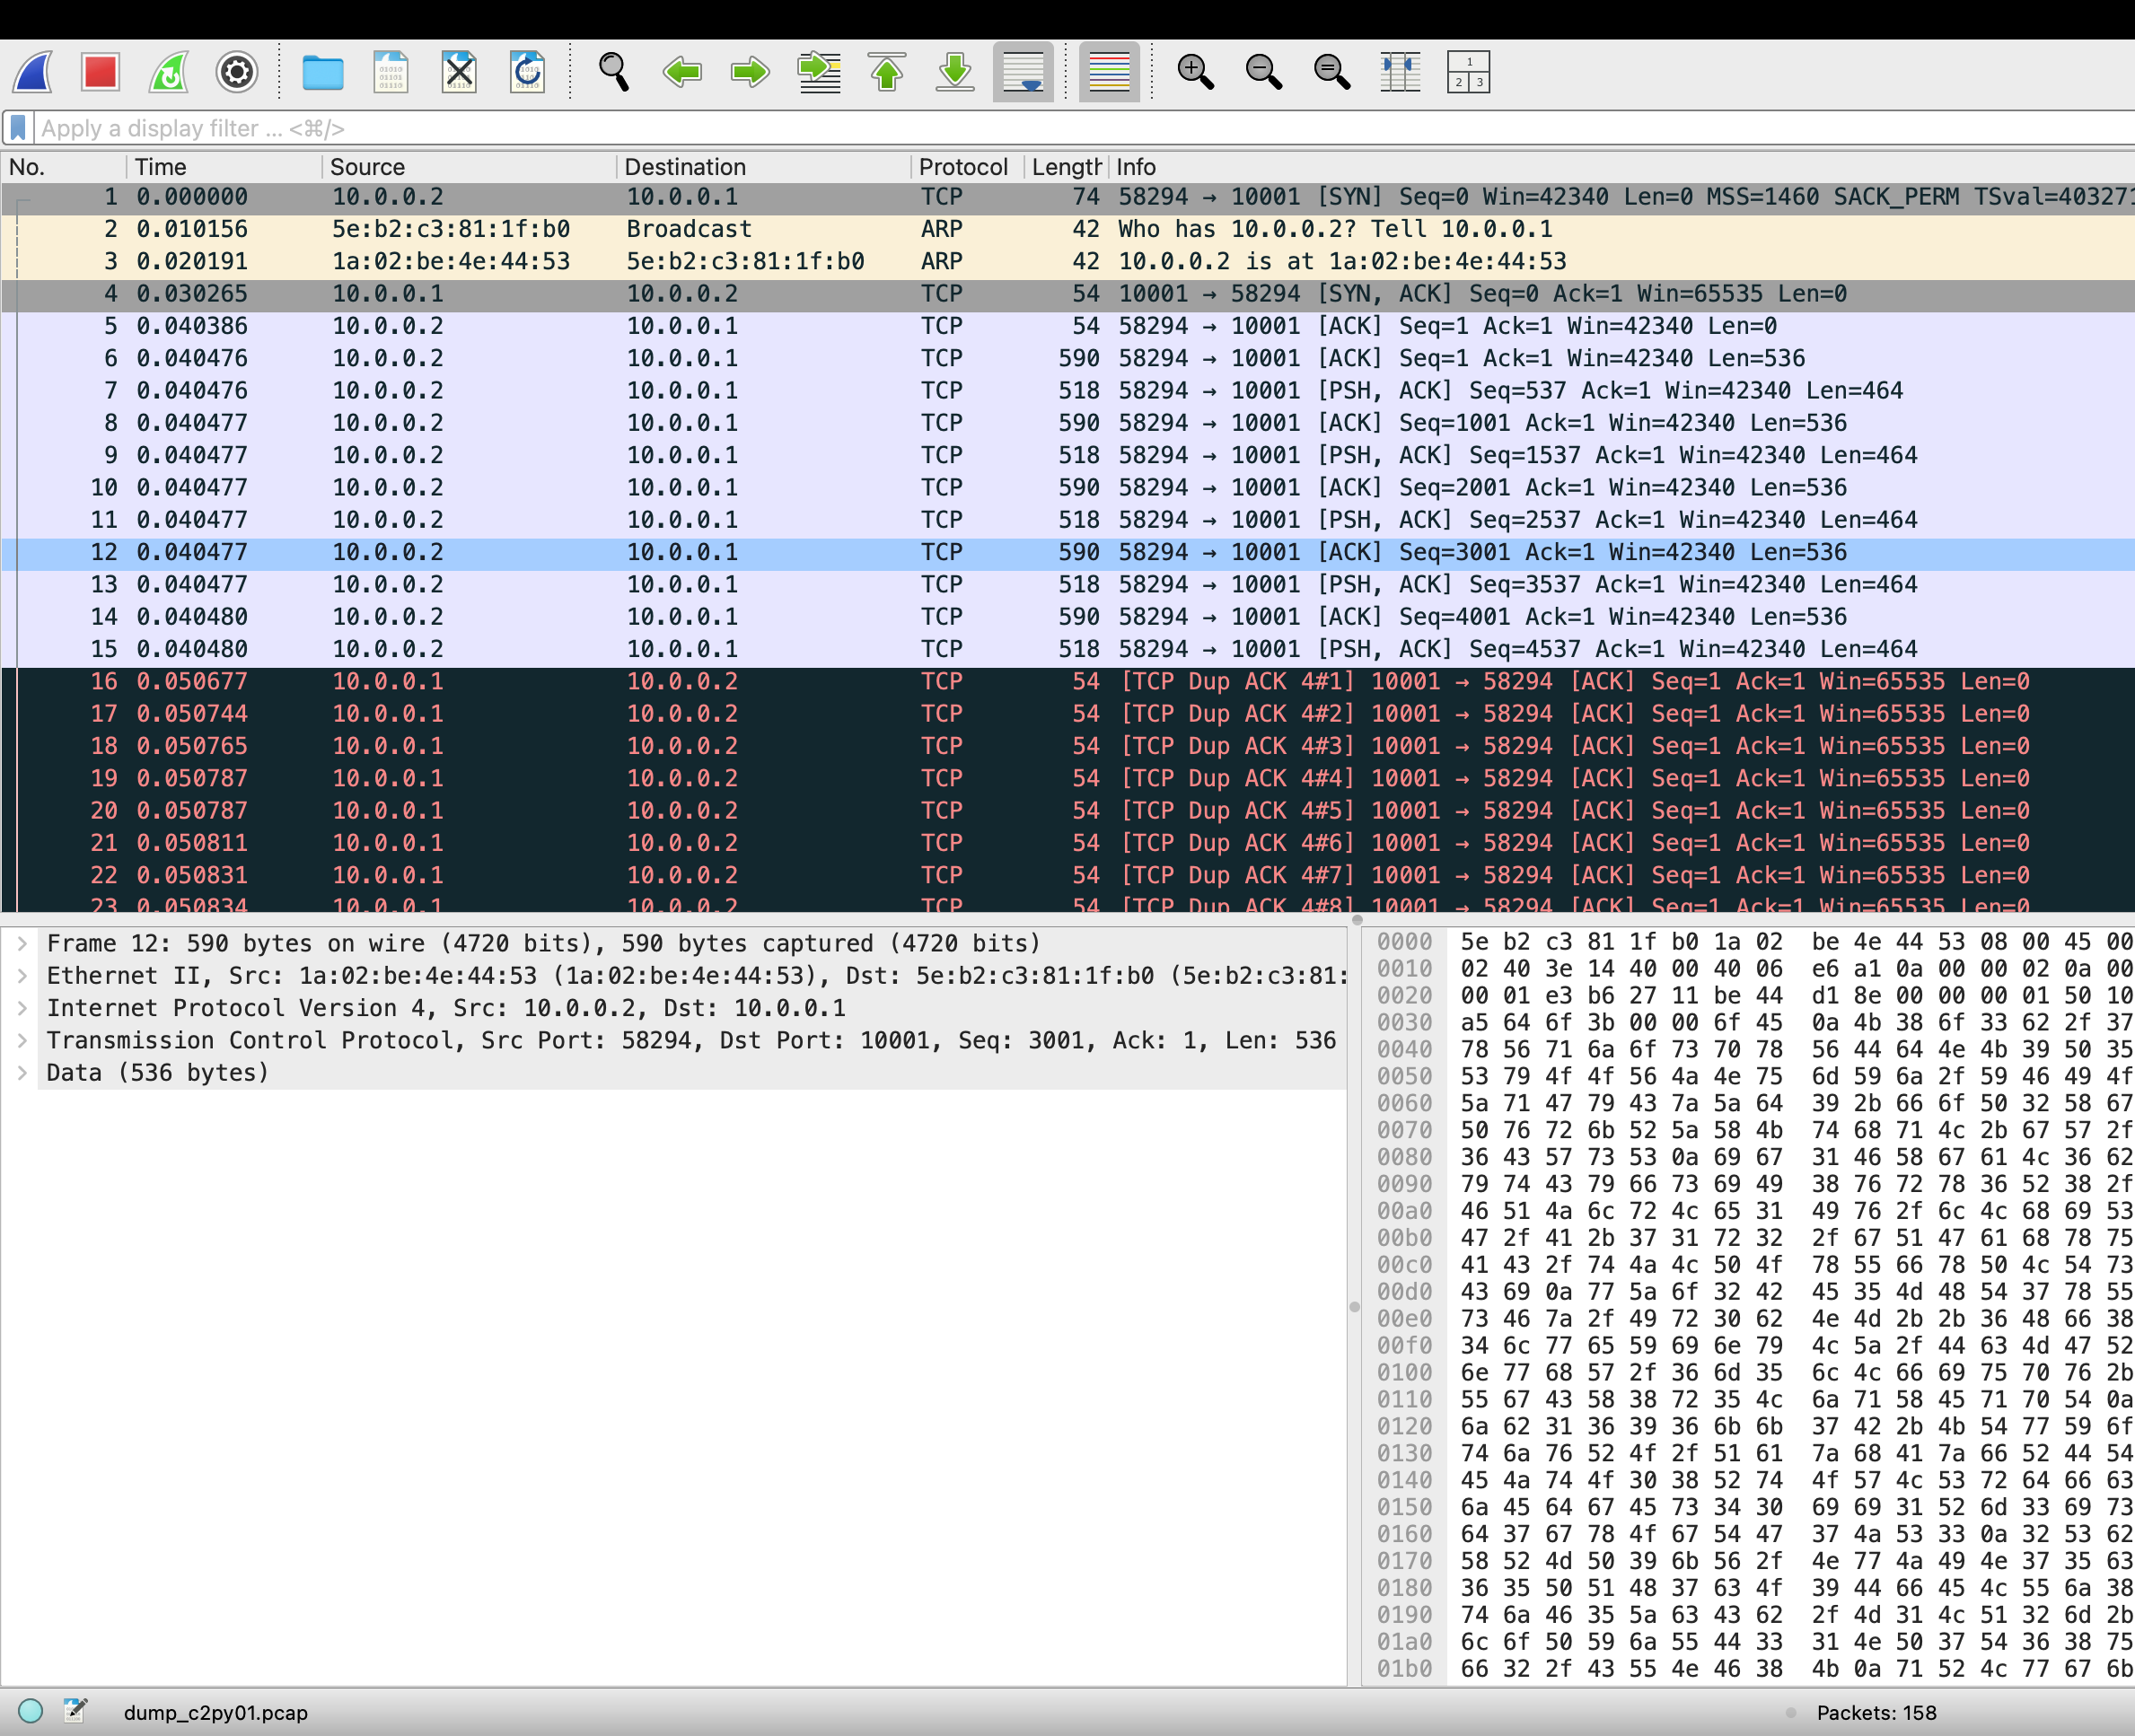 Apply a display filter … <⌘/>
No. Time Source Destination Protocol Length Info
1 0.000000 10.0.0.2 10.0.0.1 TCP 74 58294 → 10001 [SYN] Seq=0 Win=42340 Len=0 MSS=1460 SACK_PERM TSval=403271
2 0.010156 5e:b2:c3:81:1f:b0 Broadcast ARP 42 Who has 10.0.0.2? Tell 10.0.0.1
3 0.020191 1a:02:be:4e:44:53 5e:b2:c3:81:1f:b0 ARP 42 10.0.0.2 is at 1a:02:be:4e:44:53
4 0.030265 10.0.0.1 10.0.0.2 TCP 54 10001 → 58294 [SYN, ACK] Seq=0 Ack=1 Win=65535 Len=0
5 0.040386 10.0.0.2 10.0.0.1 TCP 54 58294 → 10001 [ACK] Seq=1 Ack=1 Win=42340 Len=0
6 0.040476 10.0.0.2 10.0.0.1 TCP 590 58294 → 10001 [ACK] Seq=1 Ack=1 Win=42340 Len=536
7 0.040476 10.0.0.2 10.0.0.1 TCP 518 58294 → 10001 [PSH, ACK] Seq=537 Ack=1 Win=42340 Len=464
8 0.040477 10.0.0.2 10.0.0.1 TCP 590 58294 → 10001 [ACK] Seq=1001 Ack=1 Win=42340 Len=536
9 0.040477 10.0.0.2 10.0.0.1 TCP 518 58294 → 10001 [PSH, ACK] Seq=1537 Ack=1 Win=42340 Len=464
10 0.040477 10.0.0.2 10.0.0.1 TCP 590 58294 → 10001 [ACK] Seq=2001 Ack=1 Win=42340 Len=536
11 0.040477 10.0.0.2 10.0.0.1 TCP 518 58294 → 10001 [PSH, ACK] Seq=2537 Ack=1 Win=42340 Len=464
12 0.040477 10.0.0.2 10.0.0.1 TCP 590 58294 → 10001 [ACK] Seq=3001 Ack=1 Win=42340 Len=536
13 0.040477 10.0.0.2 10.0.0.1 TCP 518 58294 → 10001 [PSH, ACK] Seq=3537 Ack=1 Win=42340 Len=464
14 0.040480 10.0.0.2 10.0.0.1 TCP 590 58294 → 10001 [ACK] Seq=4001 Ack=1 Win=42340 Len=536
15 0.040480 10.0.0.2 10.0.0.1 TCP 518 58294 → 10001 [PSH, ACK] Seq=4537 Ack=1 Win=42340 Len=464
16 0.050677 10.0.0.1 10.0.0.2 TCP 54 [TCP Dup ACK 4#1] 10001 → 58294 [ACK] Seq=1 Ack=1 Win=65535 Len=0
17 0.050744 10.0.0.1 10.0.0.2 TCP 54 [TCP Dup ACK 4#2] 10001 → 58294 [ACK] Seq=1 Ack=1 Win=65535 Len=0
18 0.050765 10.0.0.1 10.0.0.2 TCP 54 [TCP Dup ACK 4#3] 10001 → 58294 [ACK] Seq=1 Ack=1 Win=65535 Len=0
19 0.050787 10.0.0.1 10.0.0.2 TCP 54 [TCP Dup ACK 4#4] 10001 → 58294 [ACK] Seq=1 Ack=1 Win=65535 Len=0
20 0.050787 10.0.0.1 10.0.0.2 TCP 54 [TCP Dup ACK 4#5] 10001 → 58294 [ACK] Seq=1 Ack=1 Win=65535 Len=0
21 0.050811 10.0.0.1 10.0.0.2 TCP 54 [TCP Dup ACK 4#6] 10001 → 58294 [ACK] Seq=1 Ack=1 Win=65535 Len=0
22 0.050831 10.0.0.1 10.0.0.2 TCP 54 [TCP Dup ACK 4#7] 10001 → 58294 [ACK] Seq=1 Ack=1 Win=65535 Len=0
23 0.050834 10.0.0.1 10.0.0.2 TCP 54 [TCP Dup ACK 4#8] 10001 → 58294 [ACK] Seq=1 Ack=1 Win=65535 Len=0
Frame 12: 590 bytes on wire (4720 bits), 590 bytes captured (4720 bits)
Ethernet II, Src: 1a:02:be:4e:44:53 (1a:02:be:4e:44:53), Dst: 5e:b2:c3:81:1f:b0 (5e:b2:c3:81:
Internet Protocol Version 4, Src: 10.0.0.2, Dst: 10.0.0.1
Transmission Control Protocol, Src Port: 58294, Dst Port: 10001, Seq: 3001, Ack: 1, Len: 536
Data (536 bytes)
0000 5e b2 c3 81 1f b0 1a 02 be 4e 44 53 08 00 45 00
0010 02 40 3e 14 40 00 40 06 e6 a1 0a 00 00 02 0a 00
0020 00 01 e3 b6 27 11 be 44 d1 8e 00 00 00 01 50 10
0030 a5 64 6f 3b 00 00 6f 45 0a 4b 38 6f 33 62 2f 37
0040 78 56 71 6a 6f 73 70 78 56 44 64 4e 4b 39 50 35
0050 53 79 4f 4f 56 4a 4e 75 6d 59 6a 2f 59 46 49 4f
0060 5a 71 47 79 43 7a 5a 64 39 2b 66 6f 50 32 58 67
0070 50 76 72 6b 52 5a 58 4b 74 68 71 4c 2b 67 57 2f
0080 36 43 57 73 53 0a 69 67 31 46 58 67 61 4c 36 62
0090 79 74 43 79 66 73 69 49 38 76 72 78 36 52 38 2f
00a0 46 51 4a 6c 72 4c 65 31 49 76 2f 6c 4c 68 69 53
00b0 47 2f 41 2b 37 31 72 32 2f 67 51 47 61 68 78 75
00c0 41 43 2f 74 4a 4c 50 4f 78 55 66 78 50 4c 54 73
00d0 43 69 0a 77 5a 6f 32 42 45 35 4d 48 54 37 78 55
00e0 73 46 7a 2f 49 72 30 62 4e 4d 2b 2b 36 48 66 38
00f0 34 6c 77 65 59 69 6e 79 4c 5a 2f 44 63 4d 47 52
0100 6e 77 68 57 2f 36 6d 35 6c 4c 66 69 75 70 76 2b
0110 55 67 43 58 38 72 35 4c 6a 71 58 45 71 70 54 0a
0120 6a 62 31 36 39 36 6b 6b 37 42 2b 4b 54 77 59 6f
0130 74 6a 76 52 4f 2f 51 61 7a 68 41 7a 66 52 44 54
0140 45 4a 74 4f 30 38 52 74 4f 57 4c 53 72 64 66 63
0150 6a 45 64 67 45 73 34 30 69 69 31 52 6d 33 69 73
0160 64 37 67 78 4f 67 54 47 37 4a 53 33 0a 32 53 62
0170 58 52 4d 50 39 6b 56 2f 4e 77 4a 49 4e 37 35 63
0180 36 35 50 51 48 37 63 4f 39 44 66 45 4c 55 6a 38
0190 74 6a 46 35 5a 63 43 62 2f 4d 31 4c 51 32 6d 2b
01a0 6c 6f 50 59 6a 55 44 33 31 4e 50 37 54 36 38 75
01b0 66 32 2f 43 55 4e 46 38 4b 0a 71 52 4c 77 67 6b
dump_c2py01.pcap Packets: 158